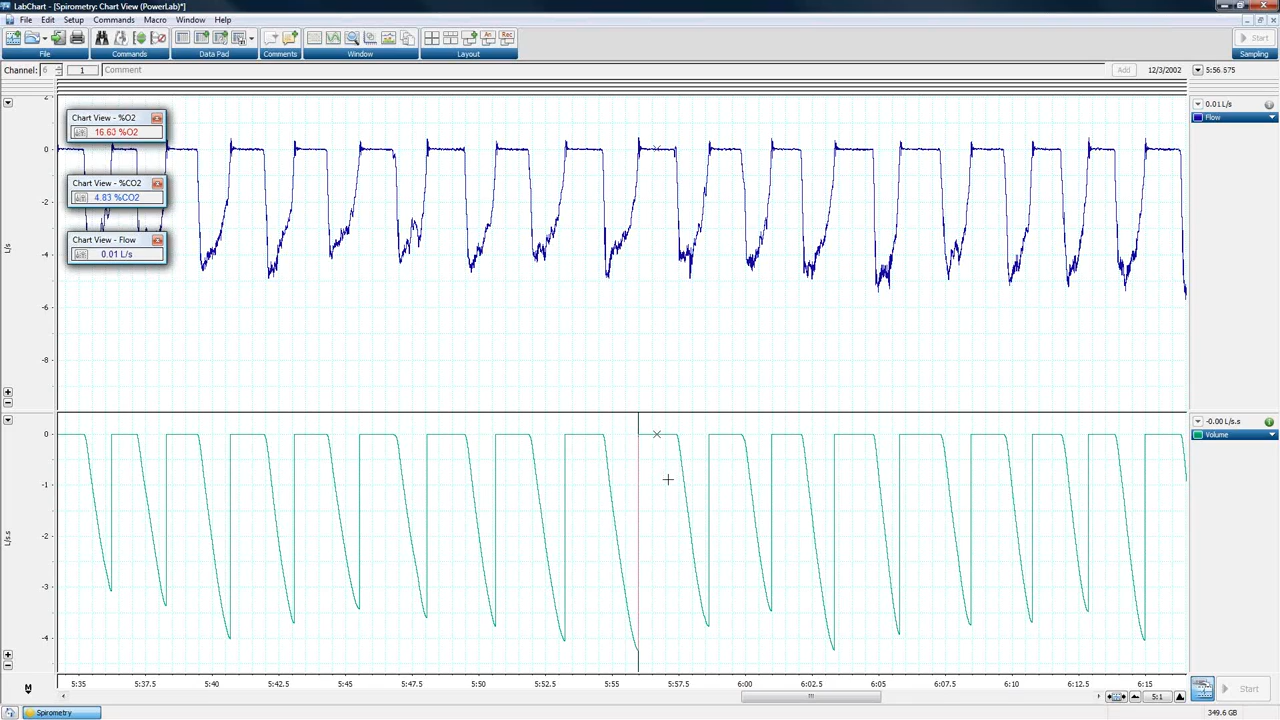 LabChart - [Spirometry: Chart View (PowerLab)*]
File Edit Setup Commands Macro Window Help
File Commands Data Pad Comments Window Layout Start Sampling
Channel: 6 1 Comment Add 12/3/2002 5:56.575
2
0
-2
-4
-6
-8
L/s
Chart View - %O2
16.63 %O2
Chart View - %CO2
4.83 %CO2
Chart View - Flow
0.01 L/s
0.01 L/s
Flow
0
-1
-2
-3
-4
L/s.s
-0.00 L/s.s
Volume
5:35 5:37.5 5:40 5:42.5 5:45 5:47.5 5:50 5:52.5 5:55 5:57.5 6:00 6:02.5 6:05 6:07.5 6:10 6:12.5 6:15
5:1 Start
Spirometry 349.6 GB